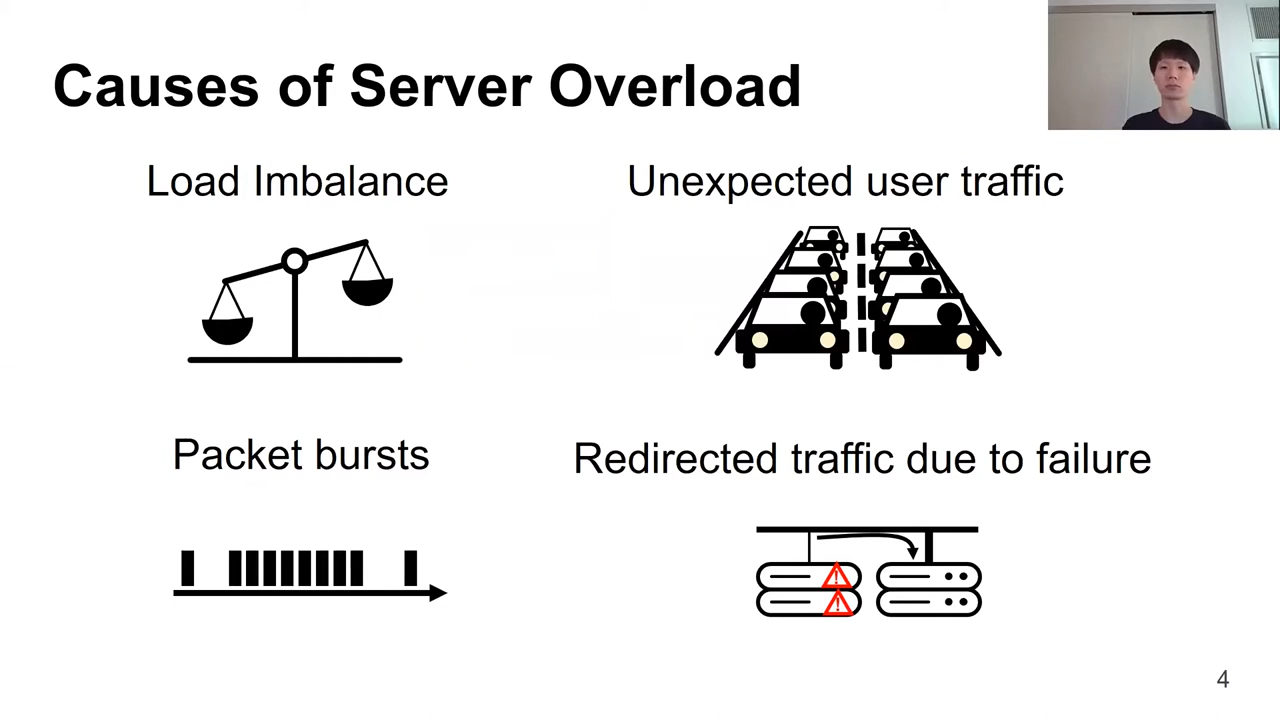 Causes of Server Overload
Load Imbalance
Unexpected user traffic
Packet bursts
Redirected traffic due to failure
4